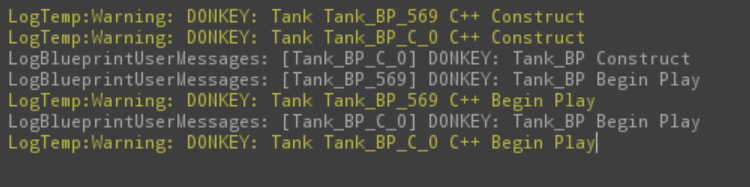 LogTemp:Warning: DONKEY: Tank Tank_BP_569 C++ Construct
LogTemp:Warning: DONKEY: Tank Tank_BP_C_0 C++ Construct
LogBlueprintUserMessages: [Tank_BP_C_0] DONKEY: Tank_BP Construct
LogBlueprintUserMessages: [Tank_BP_569] DONKEY: Tank_BP Begin Play
LogTemp:Warning: DONKEY: Tank Tank_BP_569 C++ Begin Play
LogBlueprintUserMessages: [Tank_BP_C_0] DONKEY: Tank_BP Begin Play
LogTemp:Warning: DONKEY: Tank Tank_BP_C_0 C++ Begin Play